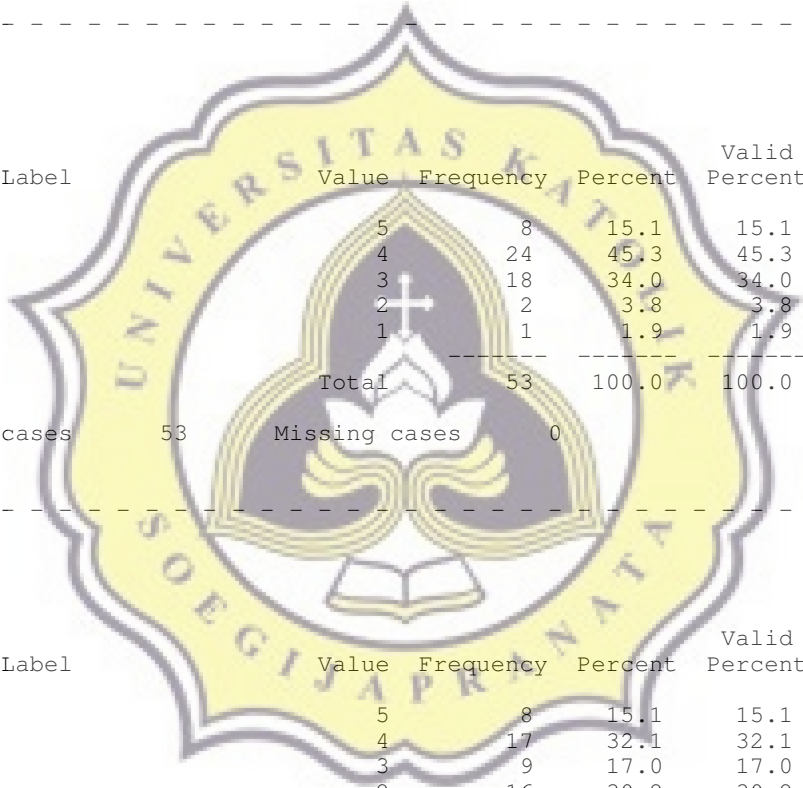 - - - - - - - - - - - - - - - - - - - - - - - - - - - - - - - - -
Valid
Label Value Frequency Percent Percent
5 8 15.1 15.1
4 24 45.3 45.3
3 18 34.0 34.0
2 2 3.8 3.8
1 1 1.9 1.9
------- ------- -------
Total 53 100.0 100.0
cases 53 Missing cases 0
- - - - - - - - - - - - - - - - - - - - - - - - - - - - - - - - -
Valid
Label Value Frequency Percent Percent
5 8 15.1 15.1
4 17 32.1 32.1
3 9 17.0 17.0
UNIVERSITAS KATOLIK
SOEGIJAPRANATA